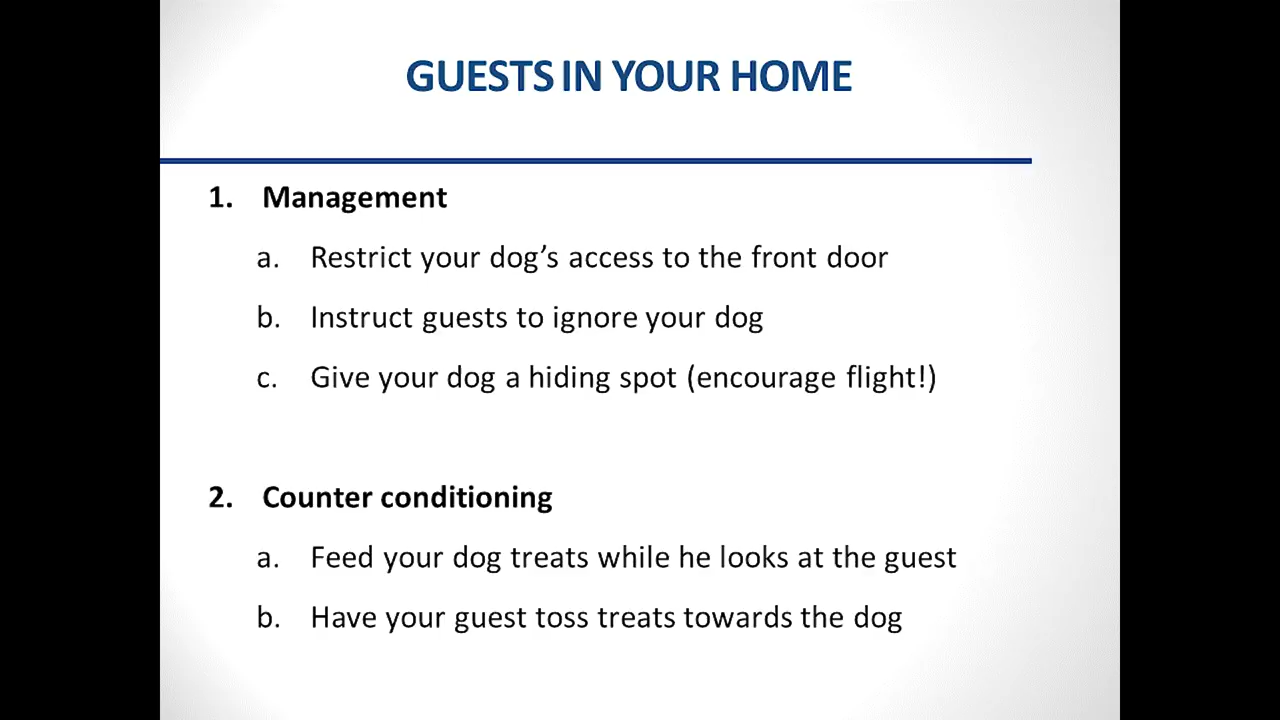 GUESTS IN YOUR HOME
1. Management
a. Restrict your dog’s access to the front door
b. Instruct guests to ignore your dog
c. Give your dog a hiding spot (encourage flight!)
2. Counter conditioning
a. Feed your dog treats while he looks at the guest
b. Have your guest toss treats towards the dog